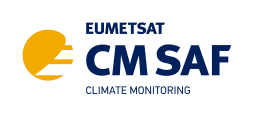 EUMETSAT
CM SAF
CLIMATE MONITORING